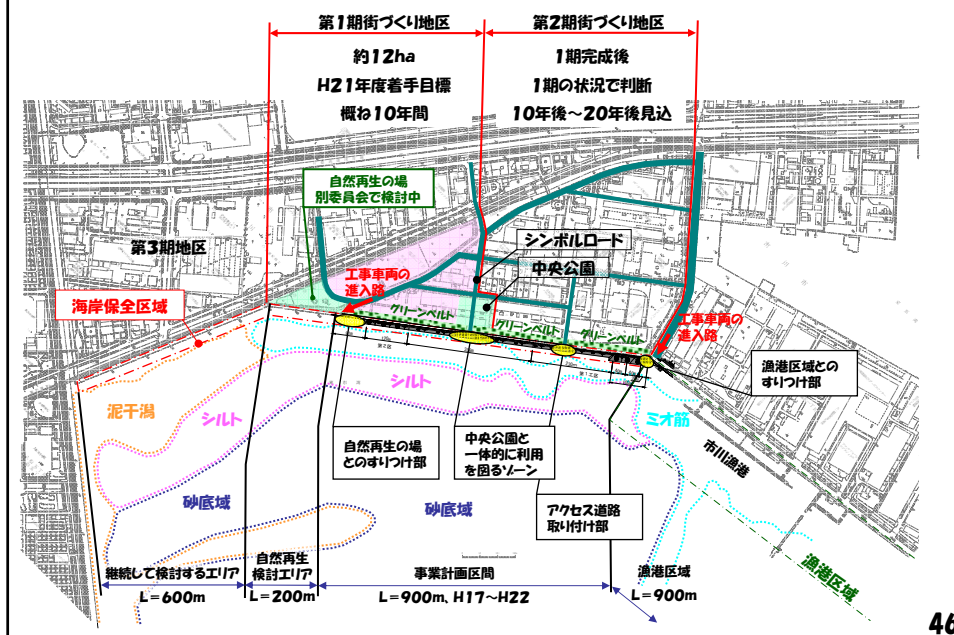 第1期街づくり地区
約12ha
H21年度着手目標
概ね10年間
第2期街づくり地区
1期完成後
1期の状況で判断
10年後～20年後見込
自然再生の場
別委員会で検討中
第3期地区
シンボルロード
中央公園
工事車両の
進入路
海岸保全区域
グリーンベルト
グリーンベルト
グリーンベルト
工事車両の
進入路
漁港区域との
すりつけ部
泥干潟
シルト
シルト
ミオ筋
市川漁港
自然再生の場
とのすりつけ部
中央公園と
一体的に利用
を図るゾーン
砂底域
砂底域
アクセス道路
取り付け部
漁港区域
継続して検討するエリア
L=600m
自然再生
検討エリア
L=200m
事業計画区間
L=900m、H17～H22
漁港区域
L=900m
46